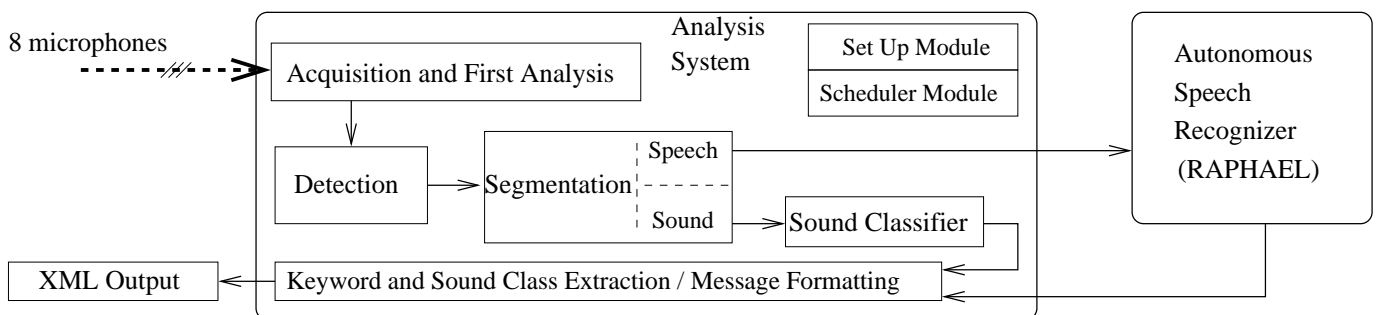 8 microphones
Acquisition and First Analysis
Analysis
System
Set Up Module
Scheduler Module
Autonomous
Speech
Recognizer
(RAPHAEL)
Detection
Segmentation
Speech
Sound
Sound Classifier
XML Output
Keyword and Sound Class Extraction / Message Formatting